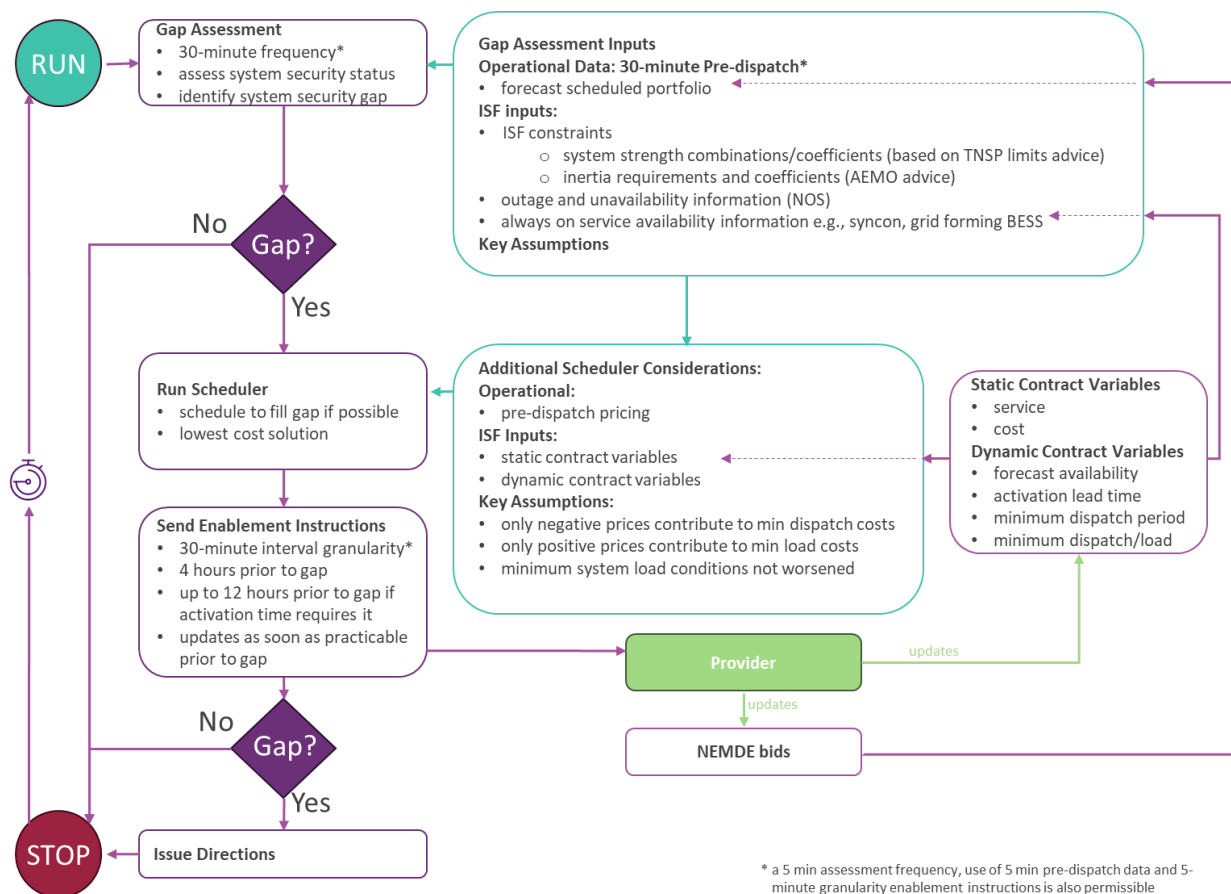 RUN
Gap Assessment
• 30-minute frequency*
• assess system security status
• identify system security gap
Gap Assessment Inputs
Operational Data: 30-minute Pre-dispatch*
• forecast scheduled portfolio
ISF inputs:
• ISF constraints
o system strength combinations/coefficients (based on TNSP limits advice)
o inertia requirements and coefficients (AEMO advice)
• outage and unavailability information (NOS)
• always on service availability information e.g., syncon, grid forming BESS
Key Assumptions
No
Gap?
Yes
Run Scheduler
• schedule to fill gap if possible
• lowest cost solution
Additional Scheduler Considerations:
Operational:
• pre-dispatch pricing
ISF Inputs:
• static contract variables
• dynamic contract variables
Key Assumptions:
• only negative prices contribute to min dispatch costs
• only positive prices contribute to min load costs
• minimum system load conditions not worsened
Static Contract Variables
• service
• cost
Dynamic Contract Variables
• forecast availability
• activation lead time
• minimum dispatch period
• minimum dispatch/load
Send Enablement Instructions
• 30-minute interval granularity*
• 4 hours prior to gap
• up to 12 hours prior to gap if
activation time requires it
• updates as soon as practicable
prior to gap
Provider
updates
updates
NEMDE bids
No
Gap?
Yes
STOP
Issue Directions
* a 5 min assessment frequency, use of 5 min pre-dispatch data and 5-
minute granularity enablement instructions is also permissible